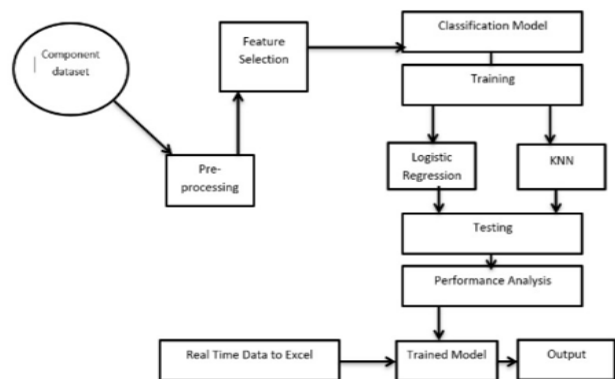 Component
dataset
Pre-
processing
Feature
Selection
Classification Model
Training
Logistic
Regression
KNN
Testing
Performance Analysis
Real Time Data to Excel
Trained Model
Output